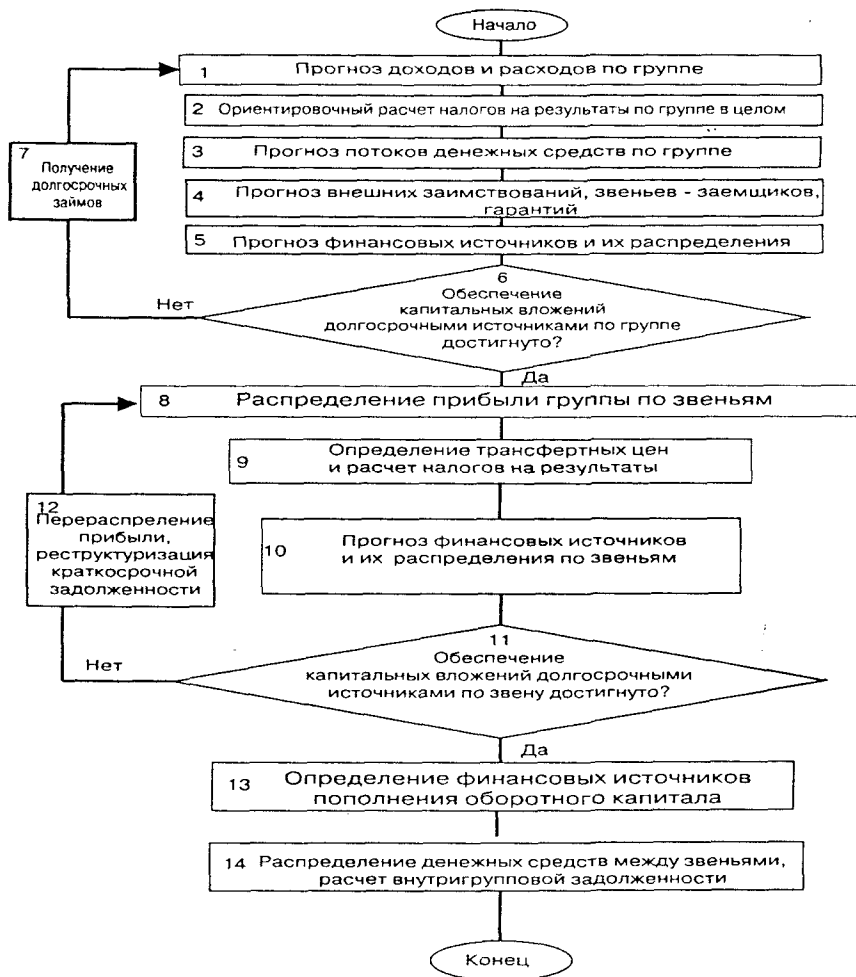 Начало
1 Прогноз доходов и расходов по группе
2 Ориентировочный расчет налогов на результаты по группе в целом
3 Прогноз потоков денежных средств по группе
4 Прогноз внешних заимствований, звеньев - заемщиков,
гарантий
5 Прогноз финансовых источников и их распределения
6
Обеспечение
капитальных вложений
долгосрочными источниками по группе
достигнуто?
Нет
7
Получение
долгосрочных
займов
Да
8 Распределение прибыли группы по звеньям
9 Определение трансфертных цен
и расчет налогов на результаты
10 Прогноз финансовых источников
и их распределения по звеньям
11
Обеспечение
капитальных вложений долгосрочными
источниками по звену достигнуто?
Нет
12
Перераспреление
прибыли,
реструктуризация
краткосрочной
задолженности
Да
13 Определение финансовых источников
пополнения оборотного капитала
14 Распределение денежных средств между звеньями,
расчет внутригрупповой задолженности
Конец